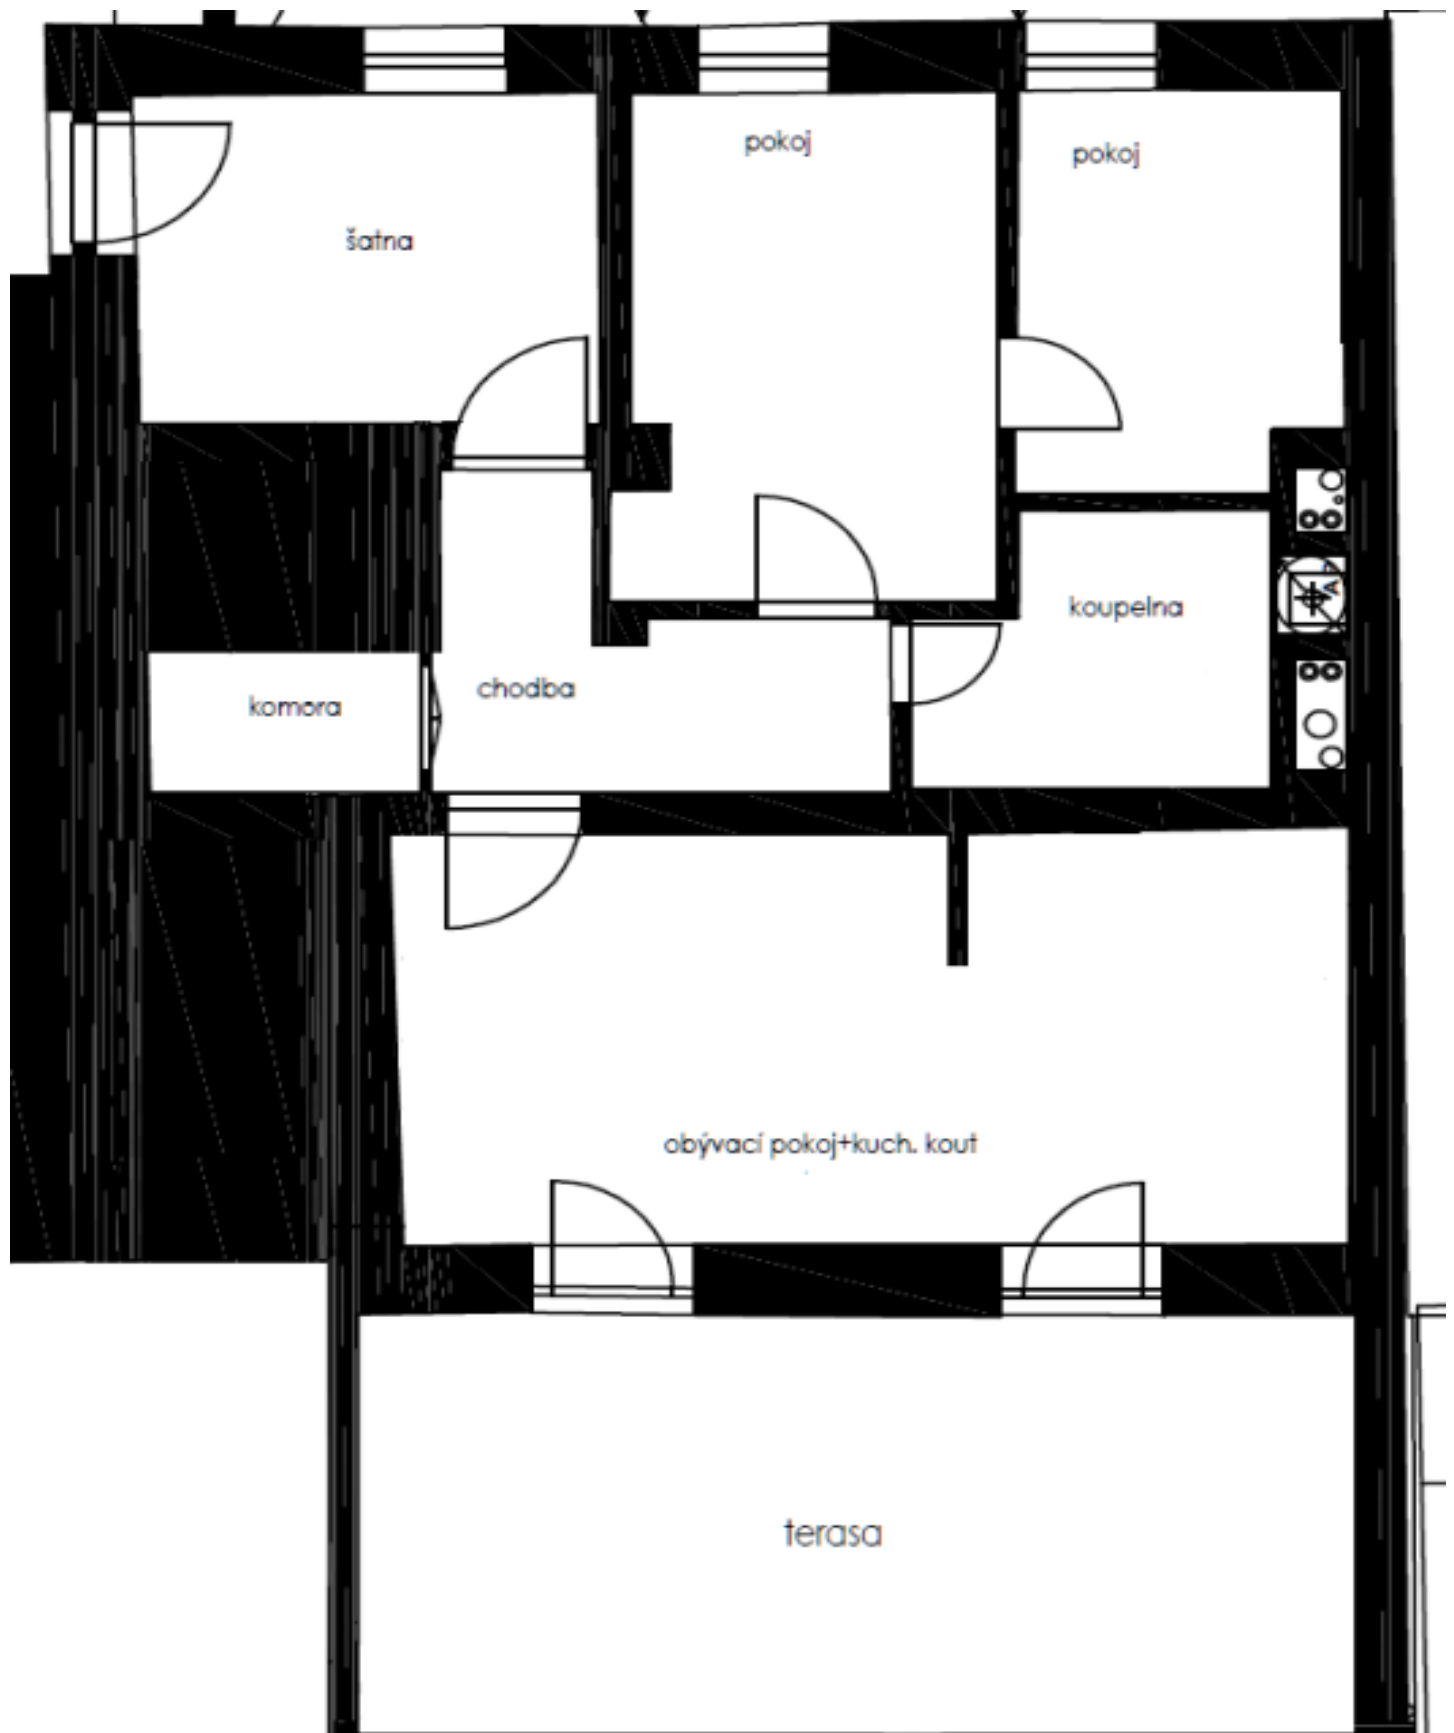 pokoj
pokoj
šatna
koupelna
chodba
komora
obývací pokoj+kuch. kout
terasa